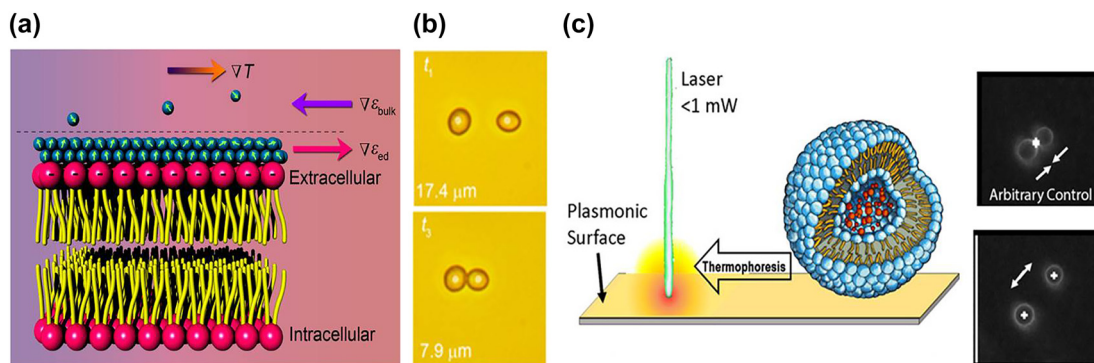 (a)
∇T
∇ε_bulk
∇ε_ed
Extracellular
Intracellular
(b)
t₁
17.4 μm
t₃
7.9 μm
(c)
Laser
<1 mW
Plasmonic
Surface
Thermophoresis
Arbitrary Control